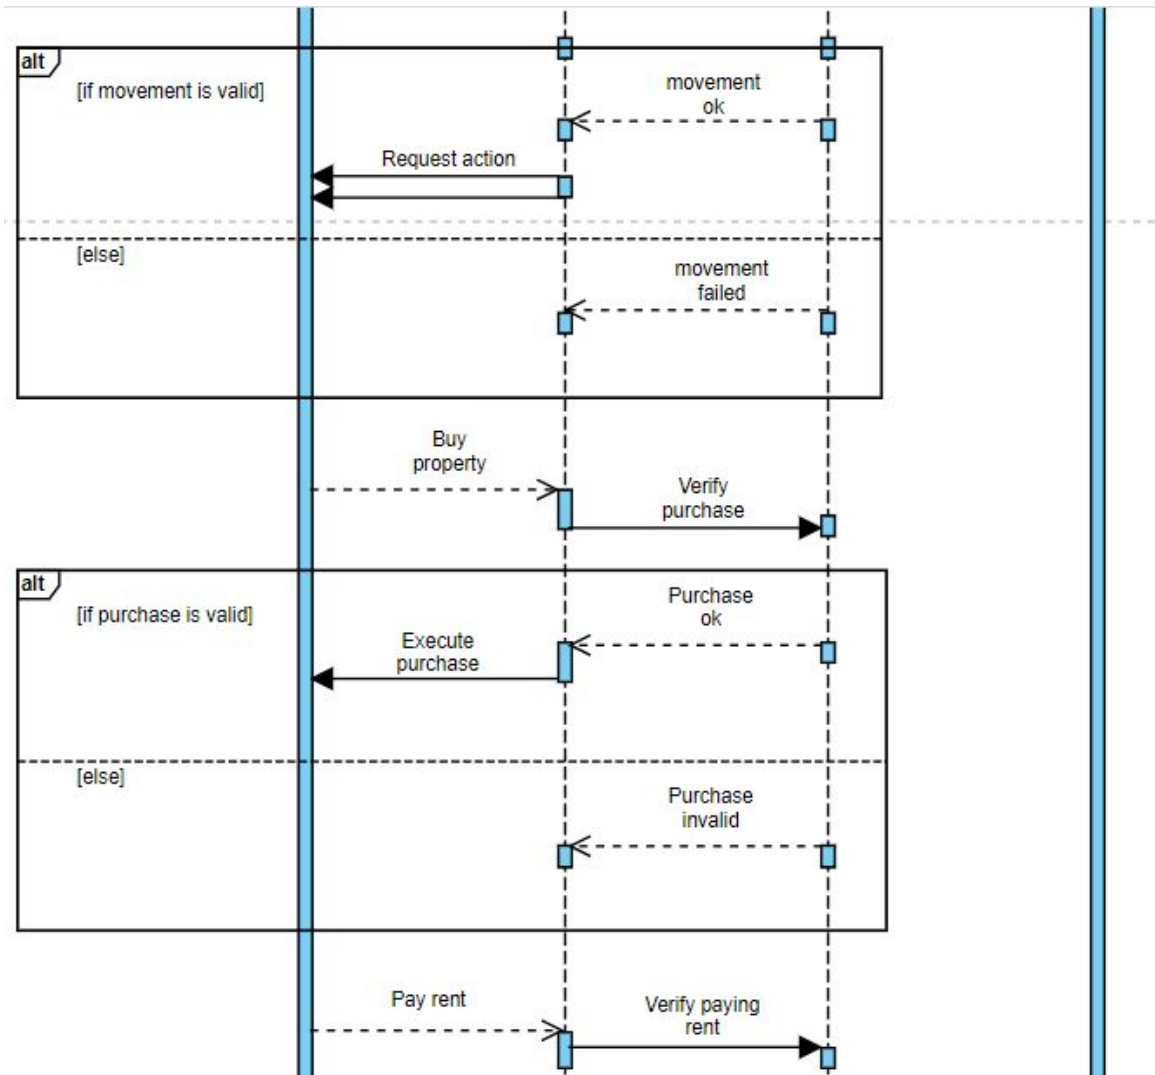 alt
[if movement is valid]
movement
ok
Request action
[else]
movement
failed
Buy
property
Verify
purchase
alt
[if purchase is valid]
Purchase
ok
Execute
purchase
[else]
Purchase
invalid
Pay rent
Verify paying
rent